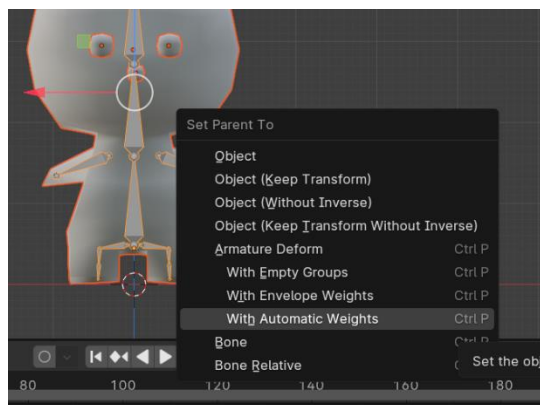 Set Parent To
Object
Object (Keep Transform)
Object (Without Inverse)
Object (Keep Transform Without Inverse)
Armature Deform Ctrl P
With Empty Groups Ctrl P
With Envelope Weights Ctrl P
With Automatic Weights Ctrl P
Bone Ctrl P
Bone Relative
Set the obj
80 100 120 140 160 180